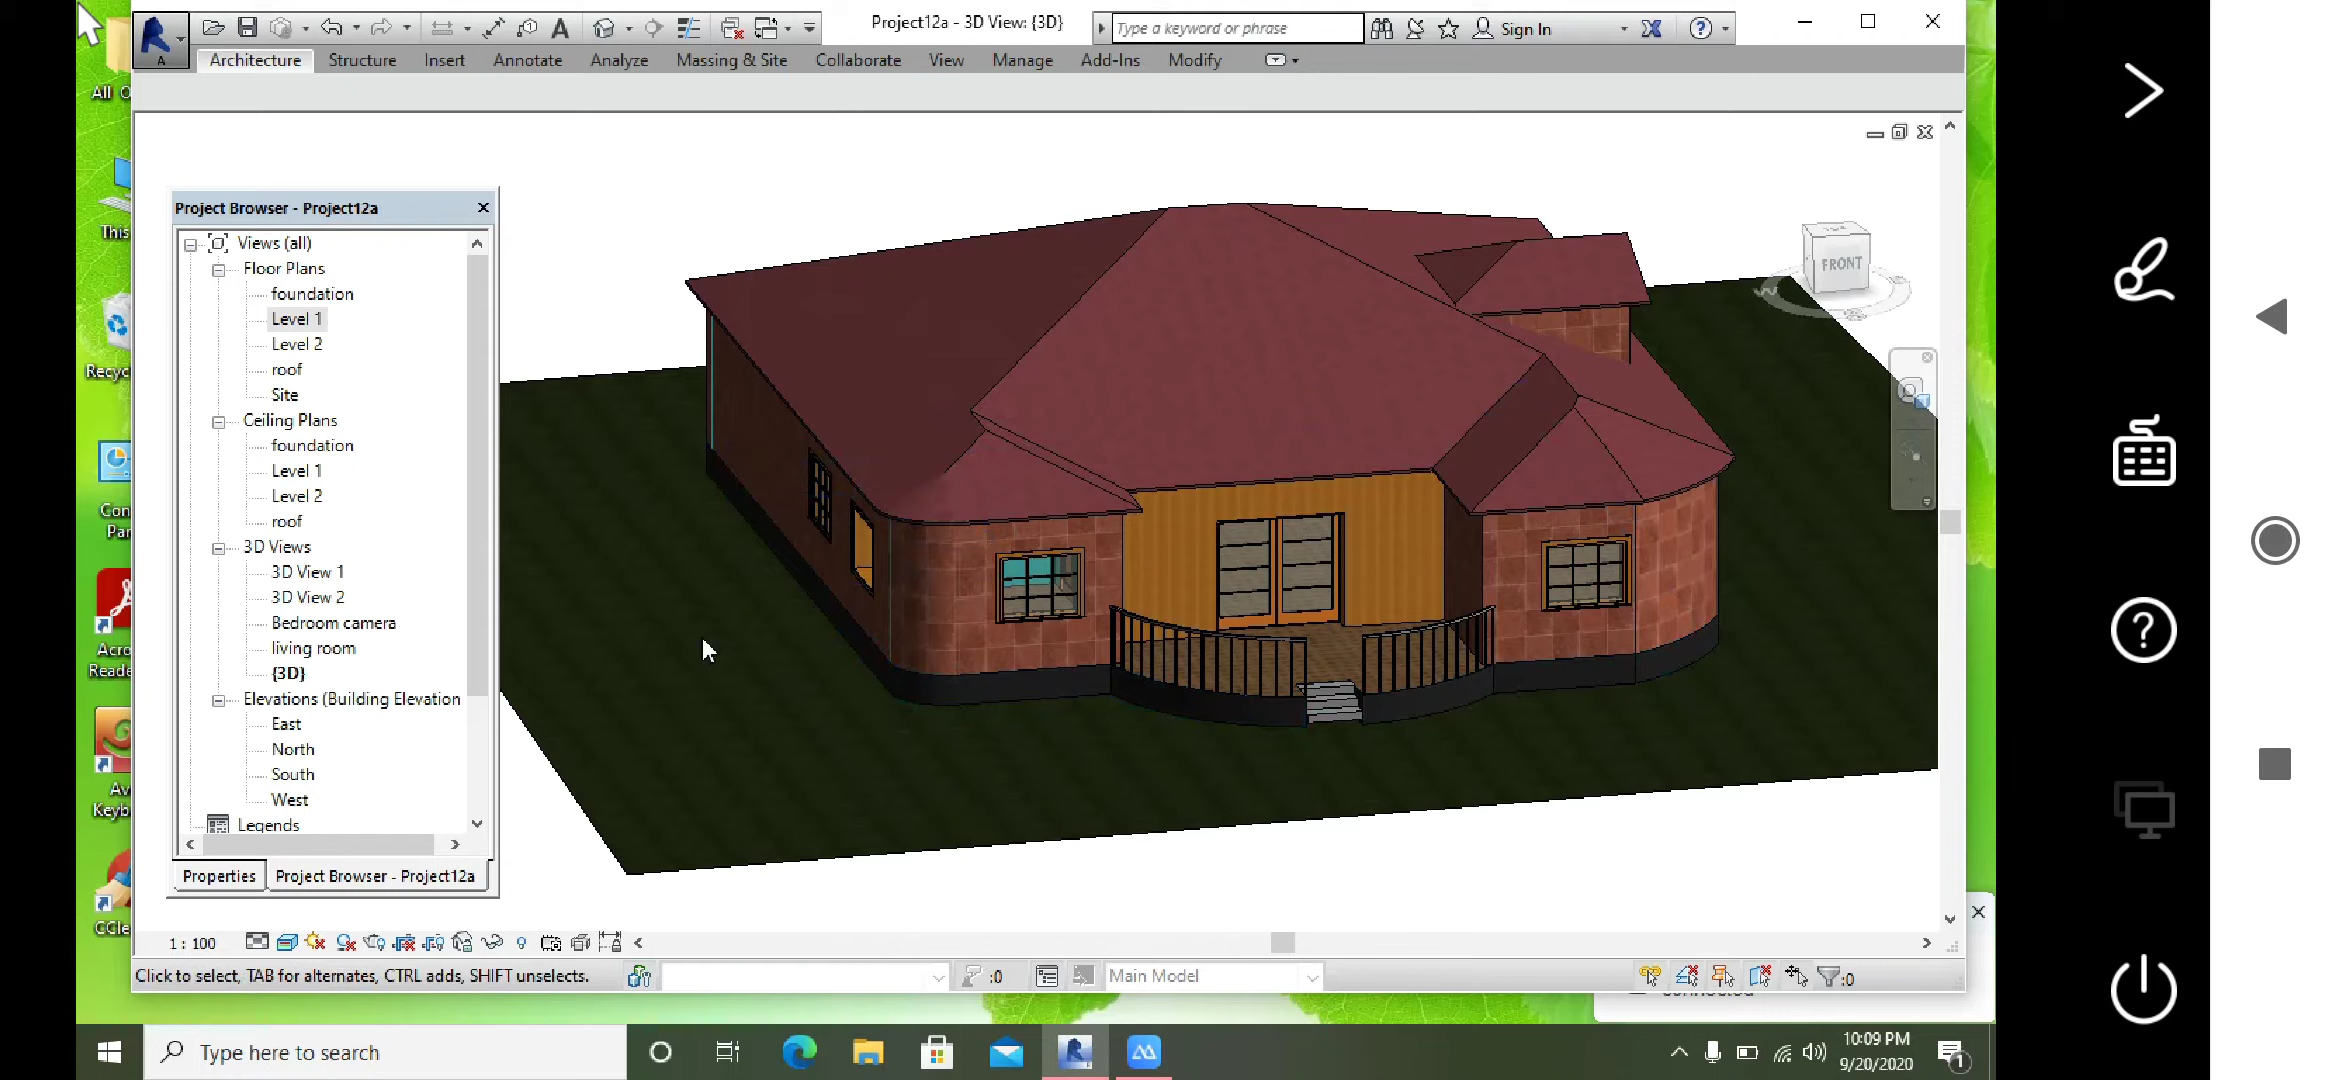 Project12a - 3D View: {3D}
Type a keyword or phrase
Sign In
A
Architecture
Structure
Insert
Annotate
Analyze
Massing & Site
Collaborate
View
Manage
Add-Ins
Modify
All O
This
Recyc
Con
Par
Acro
Reade
Av
Keyb
CCle
Project Browser - Project12a
Views (all)
Floor Plans
foundation
Level 1
Level 2
roof
Site
Ceiling Plans
foundation
Level 1
Level 2
roof
3D Views
3D View 1
3D View 2
Bedroom camera
living room
{3D}
Elevations (Building Elevation
East
North
South
West
Legends
Properties
Project Browser - Project12a
FRONT
W
1 : 100
Click to select, TAB for alternates, CTRL adds, SHIFT unselects.
:0
Main Model
:0
Type here to search
10:09 PM
9/20/2020
1